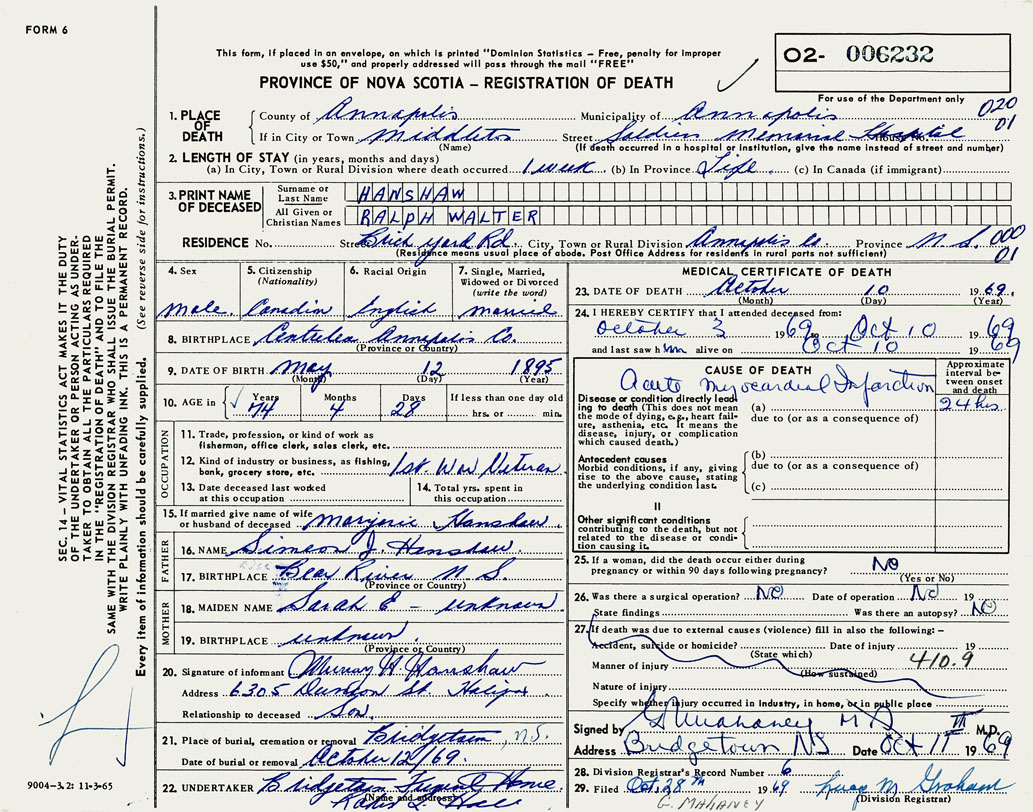 FORM 6
This form, if placed in an envelope, on which is printed "Dominion Statistics – Free, penalty for improper
use $50," and properly addressed will pass through the mail "FREE"
PROVINCE OF NOVA SCOTIA – REGISTRATION OF DEATH
02- 006232
For use of the Department only
020
01
1. PLACE OF DEATH
County of Annapolis Municipality of Annapolis
If in City or Town Middleton Street Soldiers Memorial Hospital
(Name) (If death occurred in a hospital or institution, give the name instead of street and number)
2. LENGTH OF STAY (in years, months and days)
(a) In City, Town or Rural Division where death occurred 1 week (b) In Province Life (c) In Canada (if immigrant)
3. PRINT NAME OF DECEASED
Surname or Last Name HANSHAW
All Given or Christian Names RALPH WALTER
RESIDENCE No. Street Brick yard Rd. City, Town or Rural Division Annapolis Co. Province N.S. 000
01
(Residence means usual place of abode. Post Office Address for residents in rural parts not sufficient)
4. Sex
Male.
5. Citizenship (Nationality)
Canadin
6. Racial Origin
English
7. Single, Married, Widowed or Divorced (write the word)
married
8. BIRTHPLACE Centrelea Annapolis Co.
(Province or Country)
9. DATE OF BIRTH May 12 1895
(Month) (Day) (Year)
10. AGE in
Years Months Days If less than one day old
74 4 28 hrs. or min.
OCCUPATION
11. Trade, profession, or kind of work as
fisherman, office clerk, sales clerk, etc.
12. Kind of industry or business, as fishing,
bank, grocery store, etc. 1st War Veteran
13. Date deceased last worked
at this occupation
14. Total yrs. spent in
this occupation
15. If married give name of wife
or husband of deceased Marjorie Hanshaw.
FATHER
16. NAME Simeon J. Hanshaw.
17. BIRTHPLACE Bear River N.S.
(Province or Country)
MOTHER
18. MAIDEN NAME Sarah E – unknown.
19. BIRTHPLACE unknown.
(Province or Country)
20. Signature of informant Murray H. Hanshaw
Address 6305 St. Halifax
Relationship to deceased Son.
21. Place of burial, cremation or removal Bridgetown, N.S.
Date of burial or removal October 12/69.
22. UNDERTAKER Bridgetown Funeral Home
(Name and address)
MEDICAL CERTIFICATE OF DEATH
23. DATE OF DEATH October 10 1969.
(Month) (Day) (Year)
24. I HEREBY CERTIFY that I attended deceased from:
October 3 1969 to Oct 10 1969
and last saw him alive on Oct 10 1969
CAUSE OF DEATH
Approximate interval between onset and death
Acute Myocardial Infarction
24 hrs
Disease or condition directly leading to death (This does not
the mode of dying, e.g., heart failure, asthenia, etc. It means the
disease, injury, or complication
which caused death.)
(a)
due to (or as a consequence of)
Antecedent causes
Morbid conditions, if any, giving
rise to the above cause, stating
the underlying condition last.
(b)
due to (or as a consequence of)
(c)
II
Other significant conditions
contributing to the death, but not
related to the disease or condition causing it.
25. If a woman, did the death occur either during
pregnancy or within 90 days following pregnancy? NO
(Yes or No)
26. Was there a surgical operation? NO Date of operation NO 19
State findings Was there an autopsy? NO
27. If death was due to external causes (violence) fill in also the following: –
Accident, suicide or homicide? Date of injury 19
(State which)
410.9
Manner of injury
(How sustained)
Nature of injury
Specify whether injury occurred in industry, in home, or in public place
Signed by G Mahaney MD III M.D.
Address Bridgetown NS Date Oct 11 1969
28. Division Registrar's Record Number 6
29. Filed Oct. 28th 1969 M. Graham
(Division Registrar)
G. MAHANEY
SEC. 14 – VITAL STATISTICS ACT MAKES IT THE DUTY
OF THE UNDERTAKER OR PERSON ACTING AS UNDER-
TAKER TO OBTAIN ALL THE PARTICULARS REQUIRED
IN THE "REGISTRATION OF DEATH" AND TO FILE THE
SAME WITH THE DIVISION REGISTRAR WHO SHALL ISSUE THE BURIAL PERMIT.
WRITE PLAINLY WITH UNFADING INK. THIS IS A PERMANENT RECORD.
Every item of information should be carefully supplied. (See reverse side for instructions.)
9004-3.2: 11-3-65